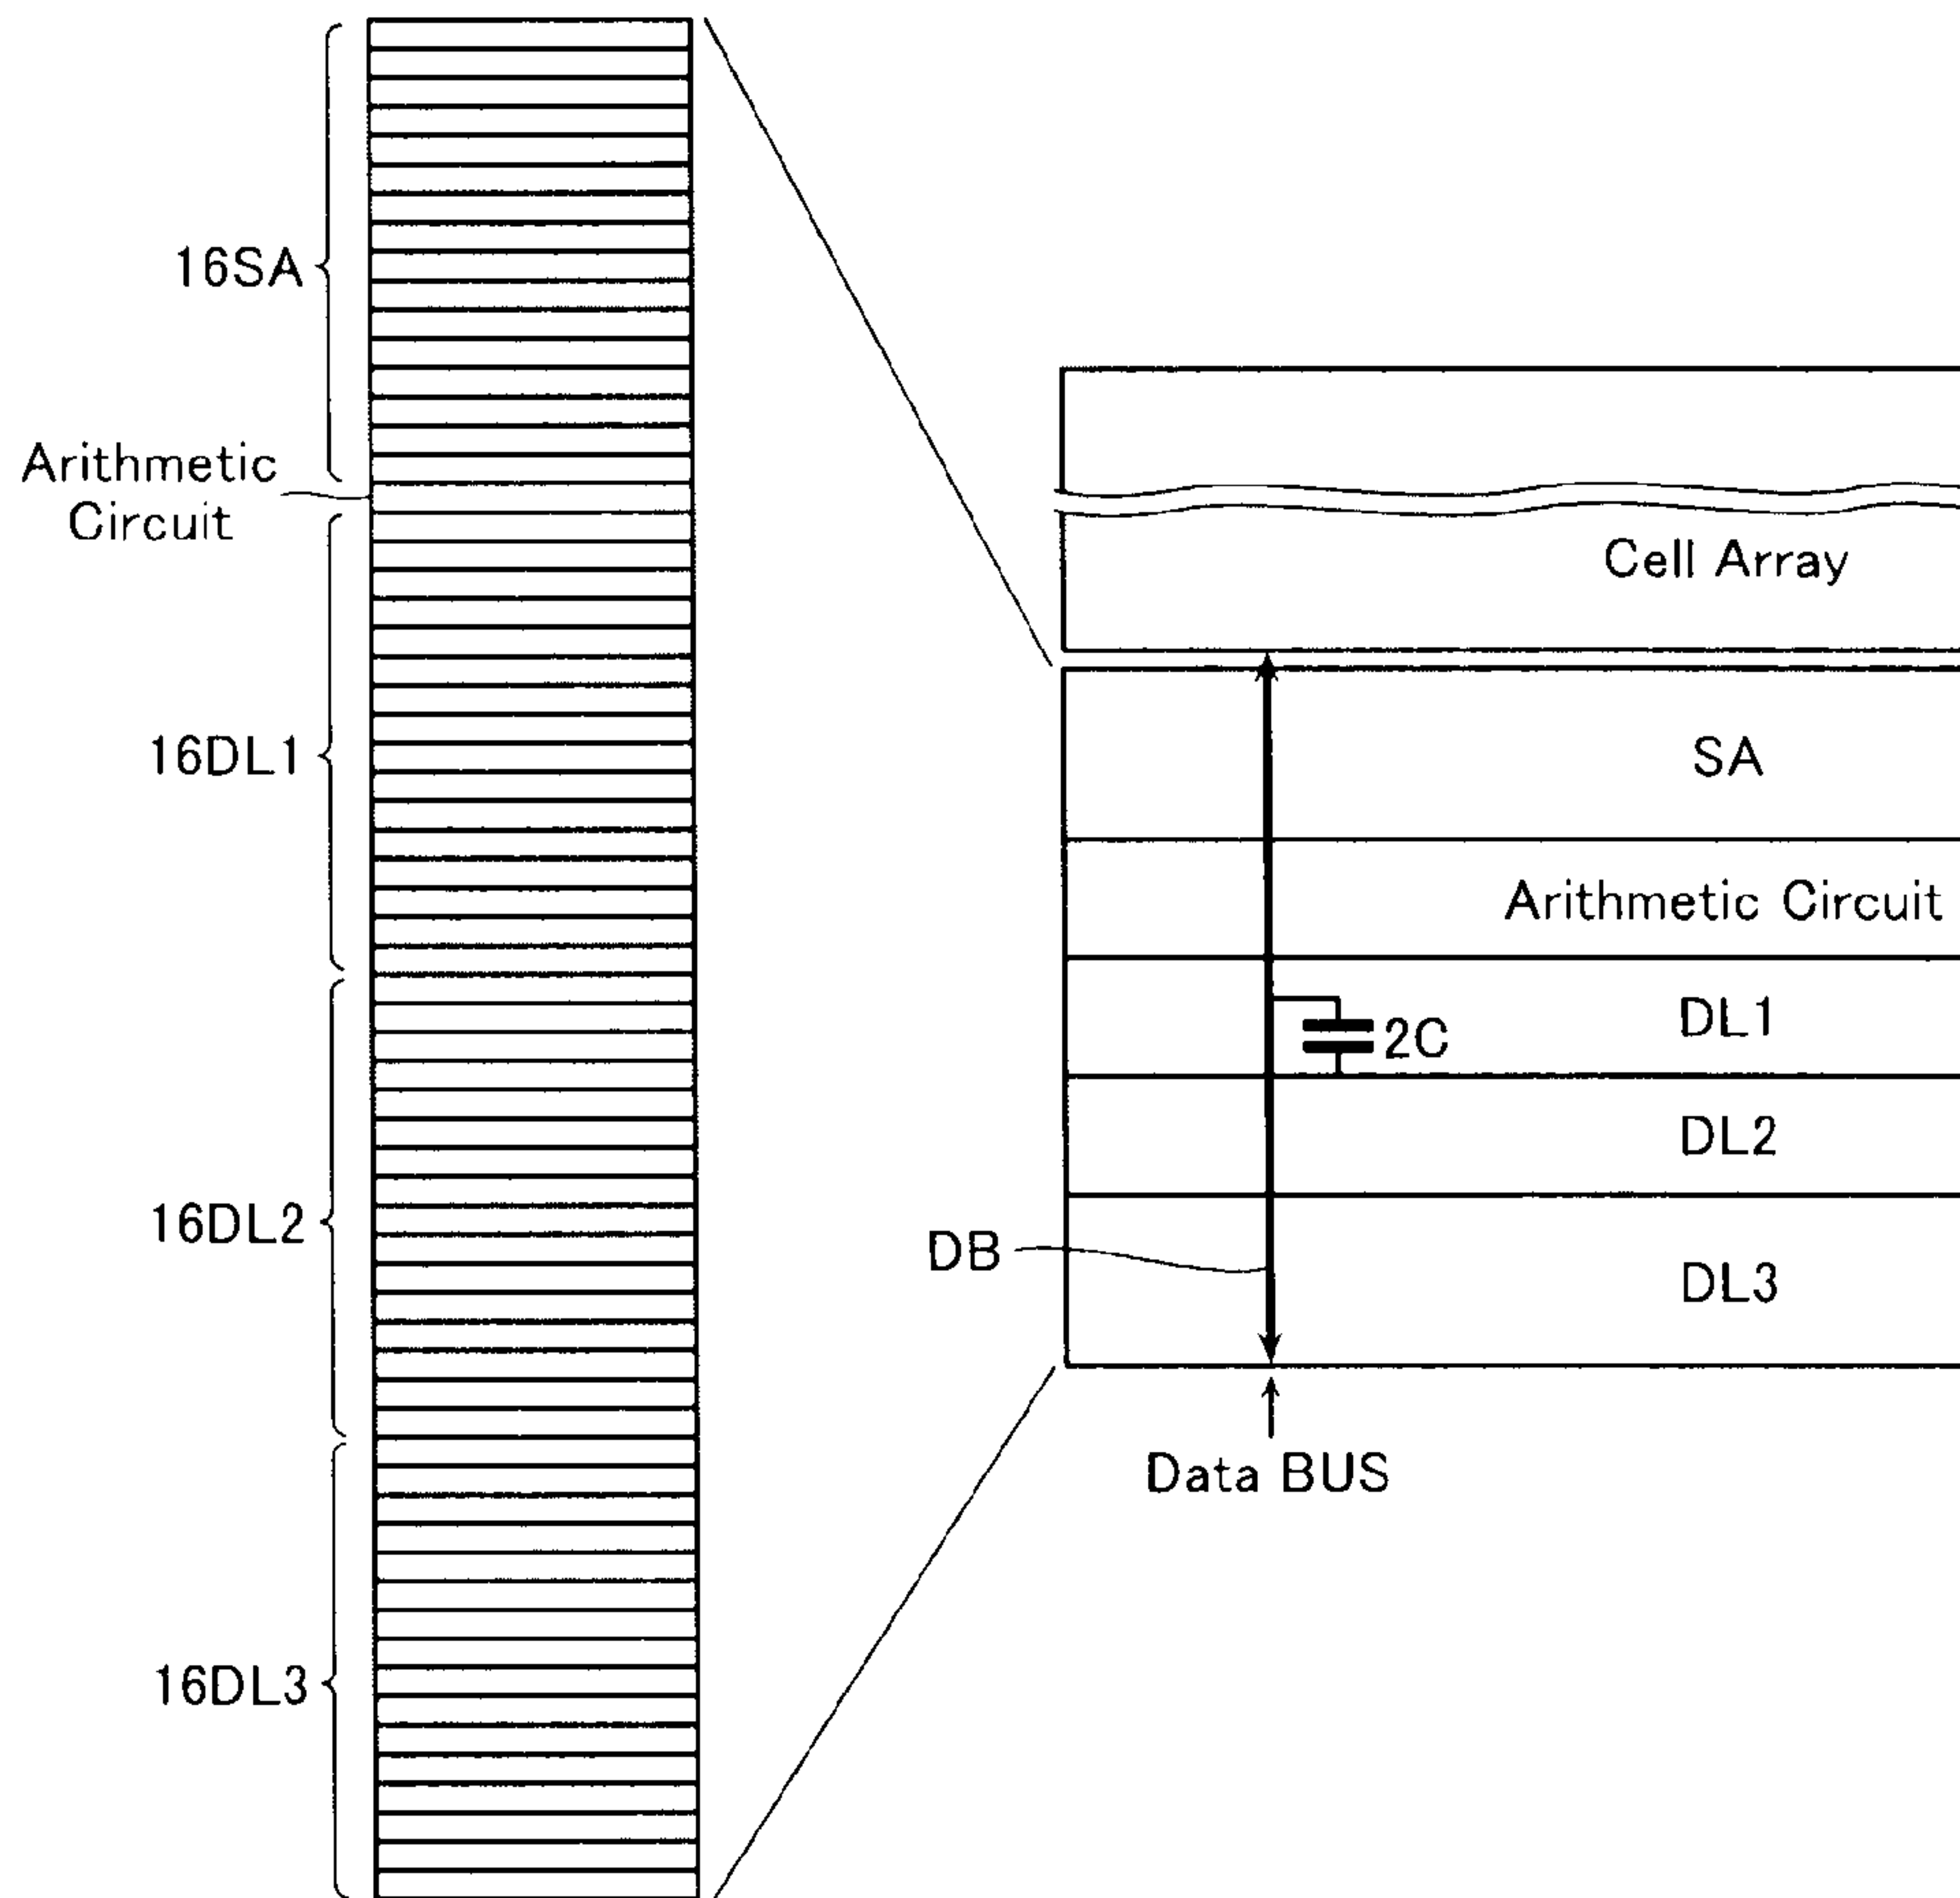 16SA
Arithmetic
Circuit
16DL1
16DL2
16DL3
Cell Array
SA
Arithmetic Circuit
DL1
2C
DL2
DB
DL3
Data BUS